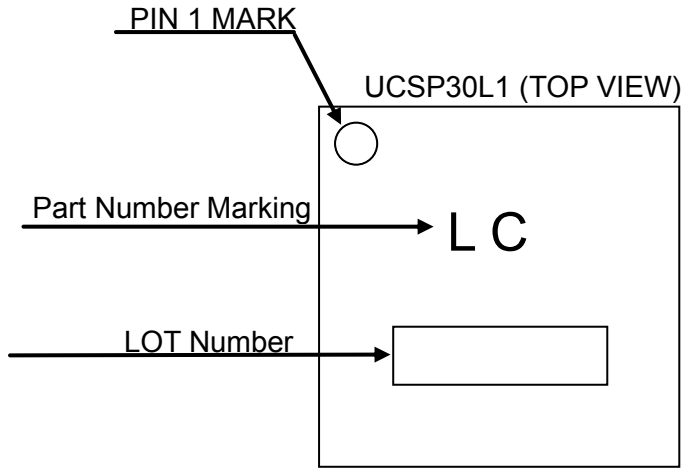 PIN 1 MARK
UCSP30L1 (TOP VIEW)
Part Number Marking
L C
LOT Number